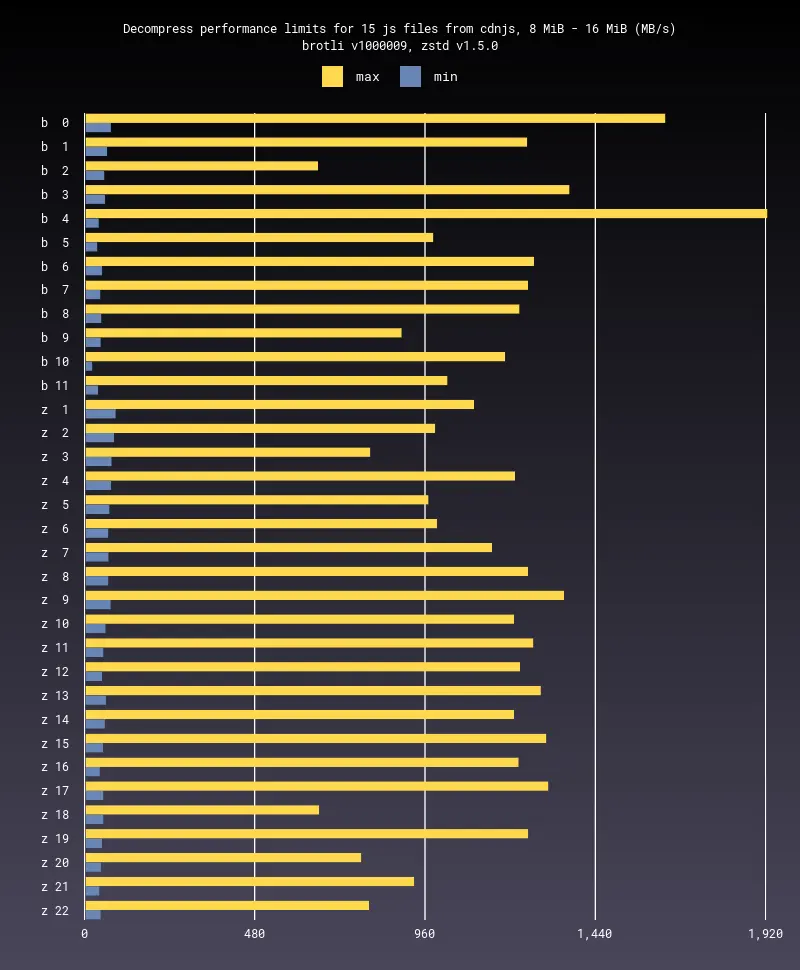 Decompress performance limits for 15 js files from cdnjs, 8 MiB - 16 MiB (MB/s)
brotli v1000009, zstd v1.5.0
max min
b 0
b 1
b 2
b 3
b 4
b 5
b 6
b 7
b 8
b 9
b 10
b 11
z 1
z 2
z 3
z 4
z 5
z 6
z 7
z 8
z 9
z 10
z 11
z 12
z 13
z 14
z 15
z 16
z 17
z 18
z 19
z 20
z 21
z 22
0 480 960 1,440 1,920